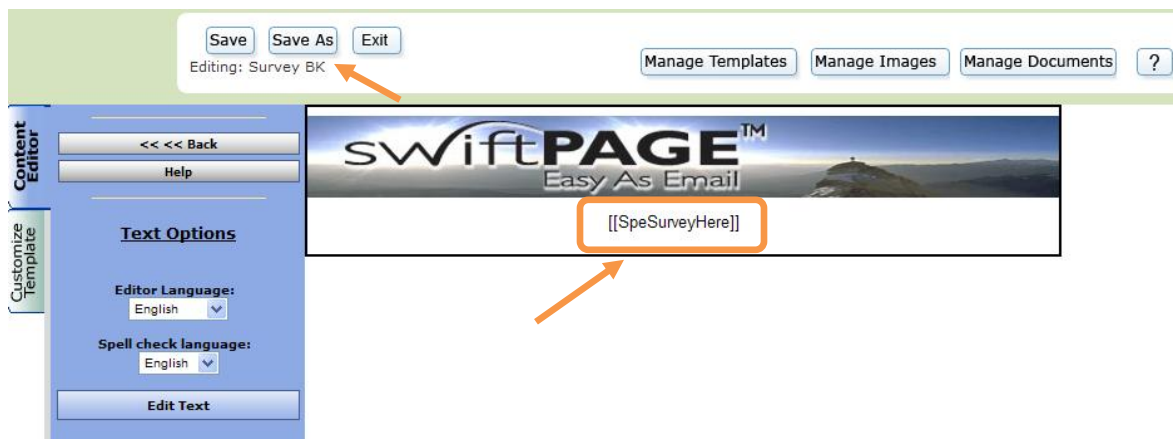 Save Save As Exit
Editing: Survey BK
Manage Templates Manage Images Manage Documents ?
Content Editor
Customize Template
<< << Back
Help
Text Options
Editor Language:
English
Spell check language:
English
Edit Text
swiftPAGE™
Easy As Email
[[SpeSurveyHere]]